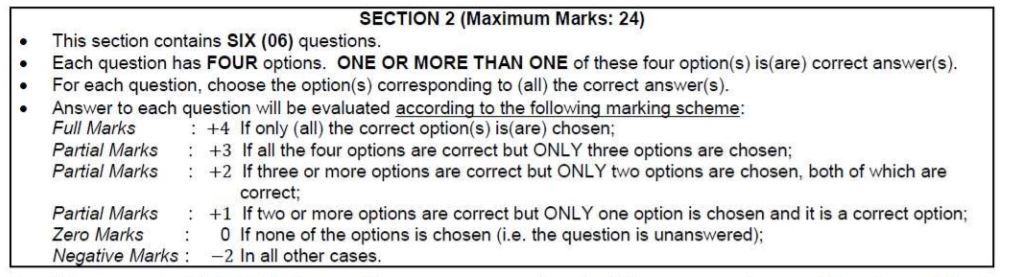 SECTION 2 (Maximum Marks: 24)
• This section contains SIX (06) questions.
• Each question has FOUR options. ONE OR MORE THAN ONE of these four option(s) is(are) correct answer(s).
• For each question, choose the option(s) corresponding to (all) the correct answer(s).
• Answer to each question will be evaluated according to the following marking scheme:
Full Marks : +4 If only (all) the correct option(s) is(are) chosen;
Partial Marks : +3 If all the four options are correct but ONLY three options are chosen;
Partial Marks : +2 If three or more options are correct but ONLY two options are chosen, both of which are
correct;
Partial Marks : +1 If two or more options are correct but ONLY one option is chosen and it is a correct option;
Zero Marks : 0 If none of the options is chosen (i.e. the question is unanswered);
Negative Marks : −2 In all other cases.